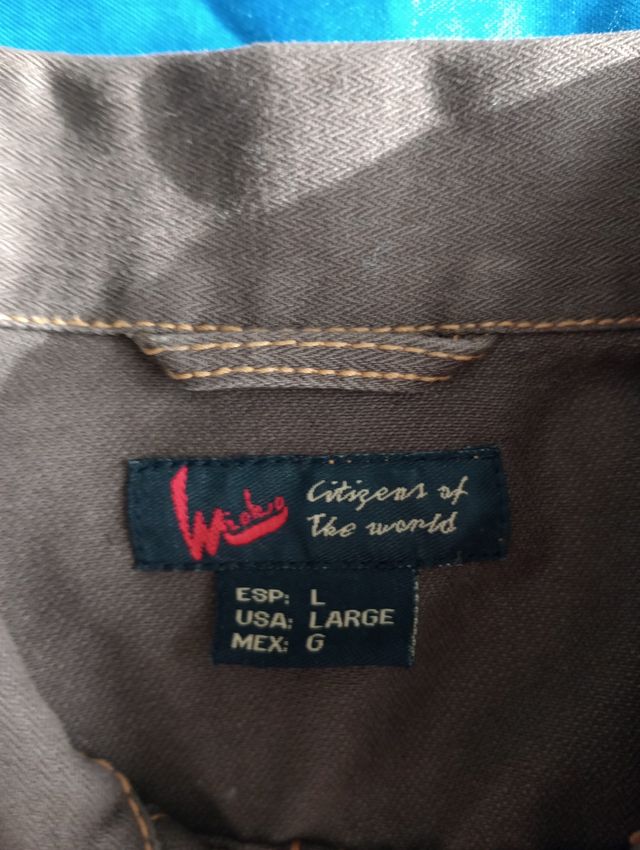 Citizens of
The world
ESP: L
USA: LARGE
MEX: G